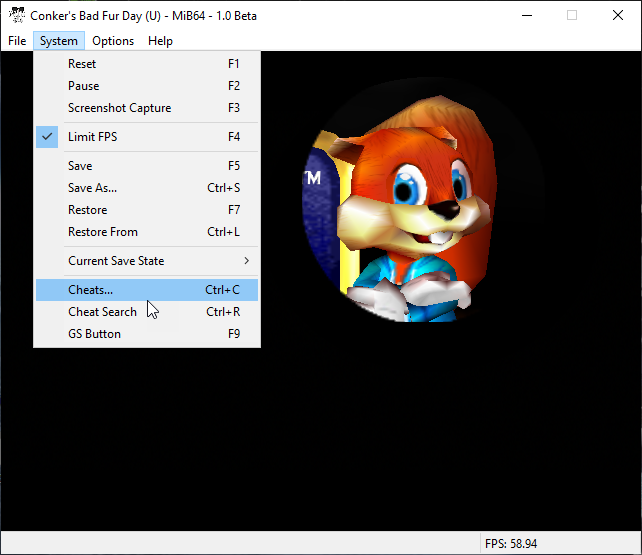 Conker's Bad Fur Day (U) - MiB64 - 1.0 Beta
File System Options Help
Reset F1
Pause F2
Screenshot Capture F3
Limit FPS F4
Save F5
Save As... Ctrl+S
Restore F7
Restore From Ctrl+L
Current Save State
Cheats... Ctrl+C
Cheat Search Ctrl+R
GS Button F9
TM
FPS: 58.94